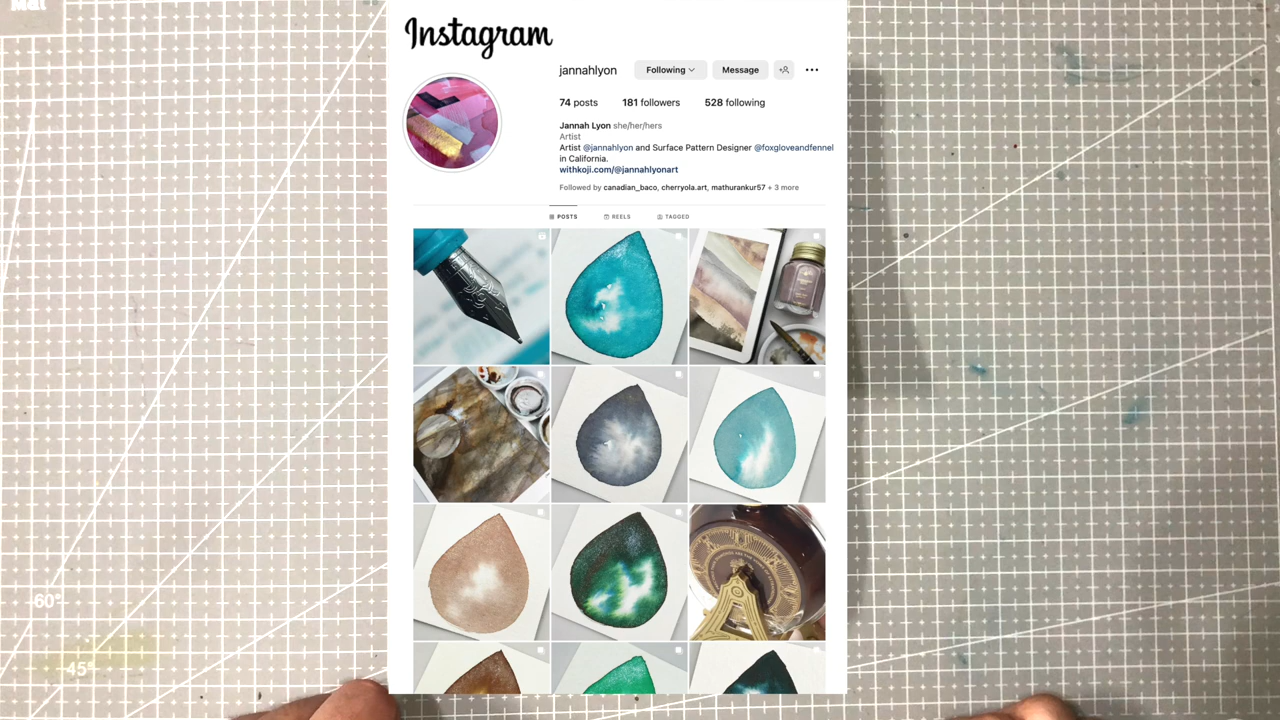 Mat
Instagram
jannahlyon Following Message
74 posts 181 followers 528 following
Jannah Lyon she/her/hers
Artist
Artist @jannahlyon and Surface Pattern Designer @foxgloveandfennel
in California.
withkoji.com/@jannahlyonart
Followed by canadian_baco, cherryola.art, mathurankur57 + 3 more
POSTS REELS TAGGED
60°
45°